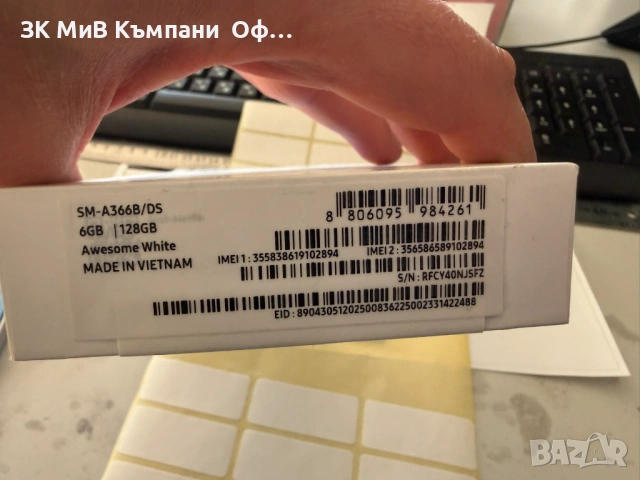 ЗК МиВ Къмпани Оф...
SM-A366B/DS
6GB | 128GB
Awesome White
MADE IN VIETNAM
8 806095 984261
IMEI 1 : 355838619102894
IMEI 2 : 356586589102894
S/N : RFCY40NJSFZ
EID : 89043051202500836225002331422488
BAZAR